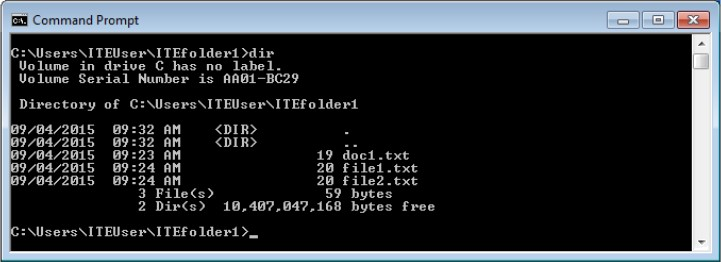 Command Prompt
C:\Users\ITEUser\ITEfolder1>dir
 Volume in drive C has no label.
 Volume Serial Number is AA01-BC29

 Directory of C:\Users\ITEUser\ITEfolder1

09/04/2015  09:32 AM    <DIR>          .
09/04/2015  09:32 AM    <DIR>          ..
09/04/2015  09:23 AM                19 doc1.txt
09/04/2015  09:24 AM                20 file1.txt
09/04/2015  09:24 AM                20 file2.txt
               3 File(s)             59 bytes
               2 Dir(s)  10,407,047,168 bytes free

C:\Users\ITEUser\ITEfolder1>_